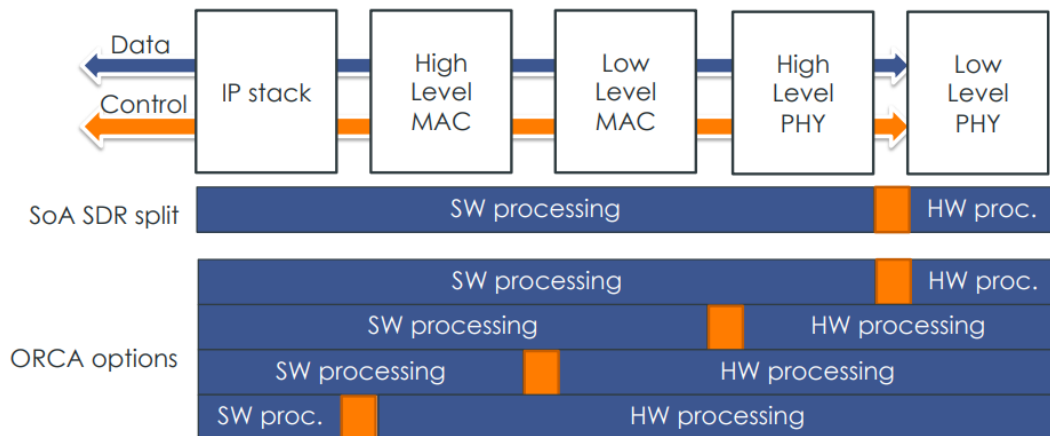 Data
Control
IP stack
High
Level
MAC
Low
Level
MAC
High
Level
PHY
Low
Level
PHY
SoA SDR split
SW processing
HW proc.
ORCA options
SW processing
HW proc.
SW processing
HW processing
SW processing
HW processing
SW proc.
HW processing